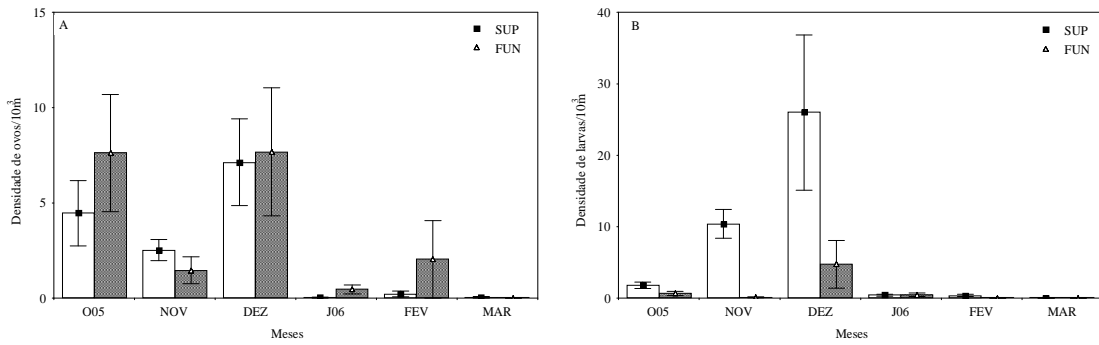 A
SUP
FUN
Densidade de ovos/10m³
15
10
5
0
O05 NOV DEZ J06 FEV MAR
Meses
B
SUP
FUN
Densidade de larvas/10m³
40
30
20
10
0
O05 NOV DEZ J06 FEV MAR
Meses